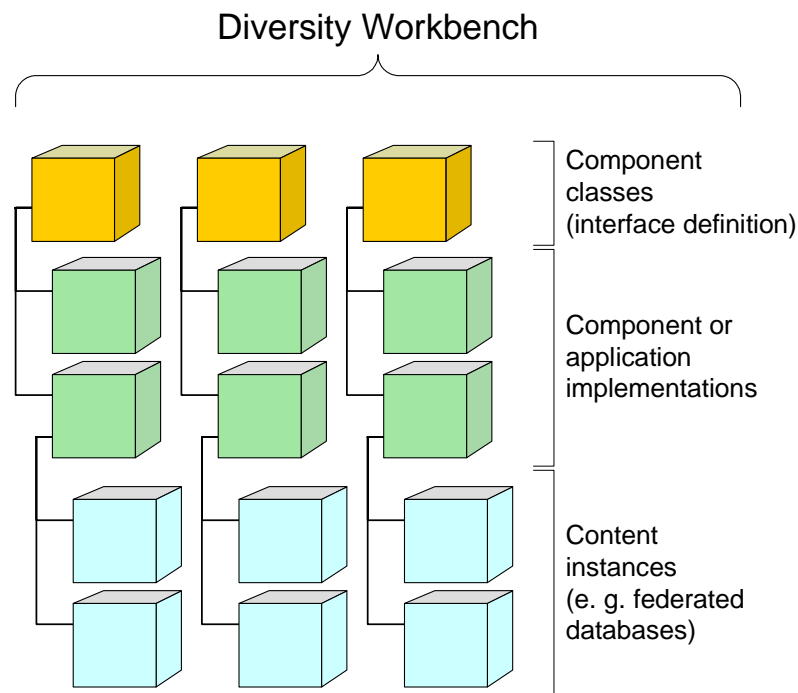 Diversity Workbench
Component
classes
(interface definition)
Component or
application
implementations
Content
instances
(e. g. federated
databases)